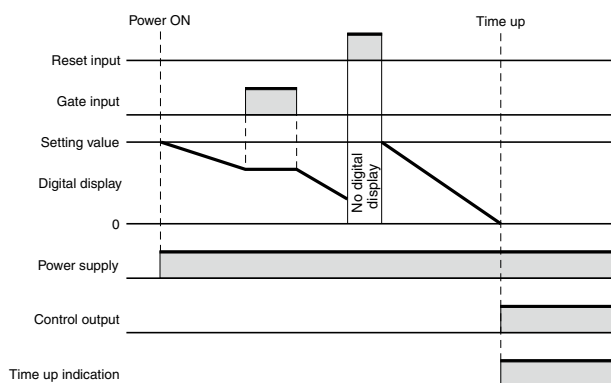 Power ON
Time up
Reset input
Gate input
Setting value
Digital display
No digital
display
0
Power supply
Control output
Time up indication